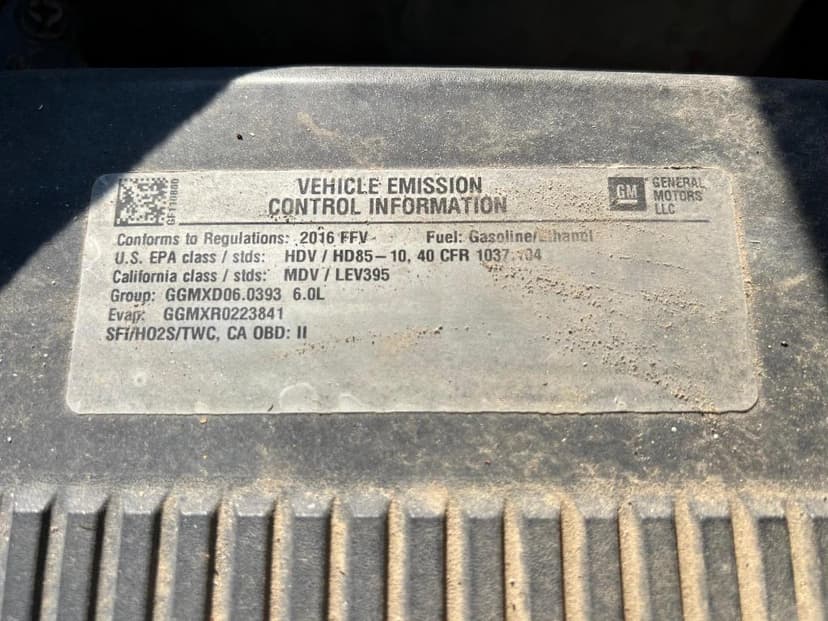 VEHICLE EMISSION
CONTROL INFORMATION
GM GENERAL
MOTORS
LLC
Conforms to Regulations: 2016 FFV Fuel: Gasoline/Ethanol
U.S. EPA class / stds: HDV / HD85-10, 40 CFR
California class / stds: MDV / LEV395
Group: GGMXD06.0393 6.0L
Evap: GGMXR0223841
SFI/HO2S/TWC, CA OBD: II